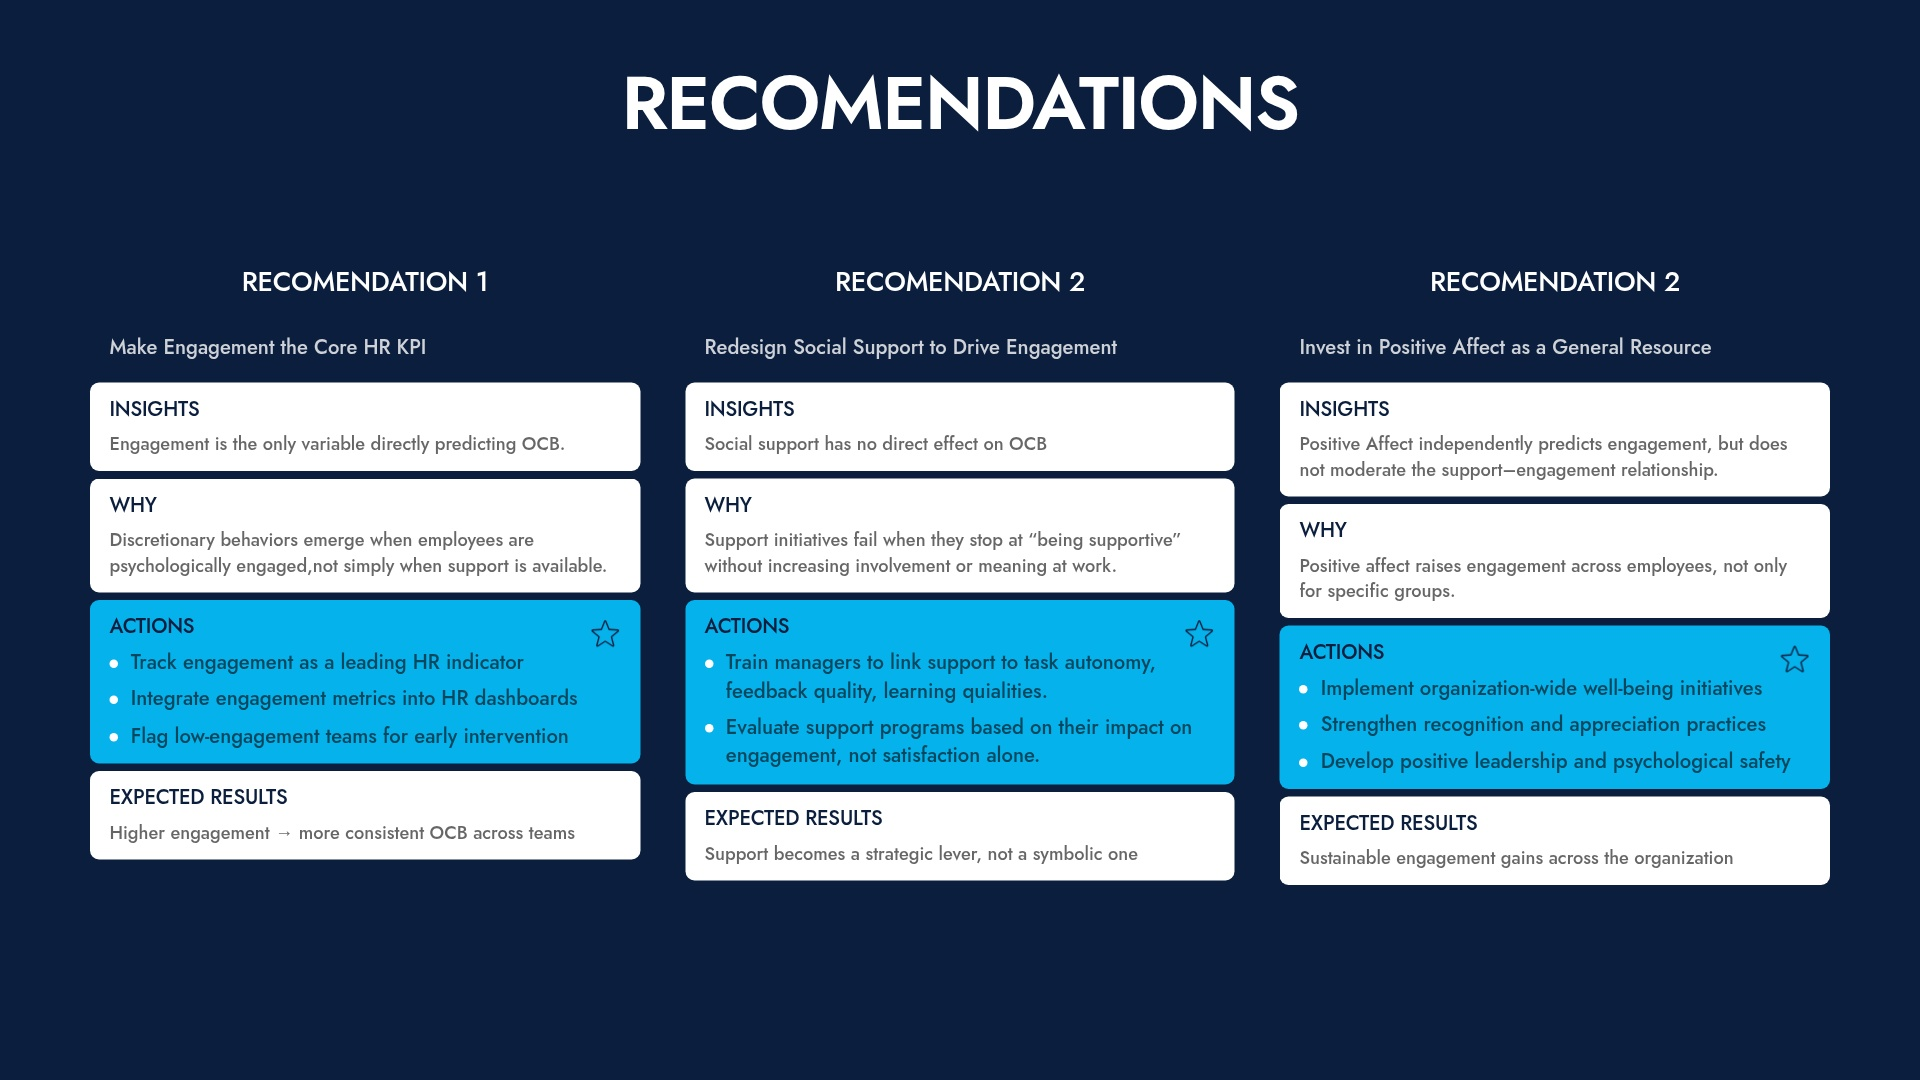 RECOMENDATIONS
RECOMENDATION 1
Make Engagement the Core HR KPI
INSIGHTS
Engagement is the only variable directly predicting OCB.
WHY
Discretionary behaviors emerge when employees are
psychologically engaged,not simply when support is available.
ACTIONS
Track engagement as a leading HR indicator
Integrate engagement metrics into HR dashboards
Flag low-engagement teams for early intervention
EXPECTED RESULTS
Higher engagement → more consistent OCB across teams
RECOMENDATION 2
Redesign Social Support to Drive Engagement
INSIGHTS
Social support has no direct effect on OCB
WHY
Support initiatives fail when they stop at “being supportive”
without increasing involvement or meaning at work.
ACTIONS
Train managers to link support to task autonomy,
feedback quality, learning quialities.
Evaluate support programs based on their impact on
engagement, not satisfaction alone.
EXPECTED RESULTS
Support becomes a strategic lever, not a symbolic one
RECOMENDATION 2
Invest in Positive Affect as a General Resource
INSIGHTS
Positive Affect independently predicts engagement, but does
not moderate the support–engagement relationship.
WHY
Positive affect raises engagement across employees, not only
for specific groups.
ACTIONS
Implement organization-wide well-being initiatives
Strengthen recognition and appreciation practices
Develop positive leadership and psychological safety
EXPECTED RESULTS
Sustainable engagement gains across the organization